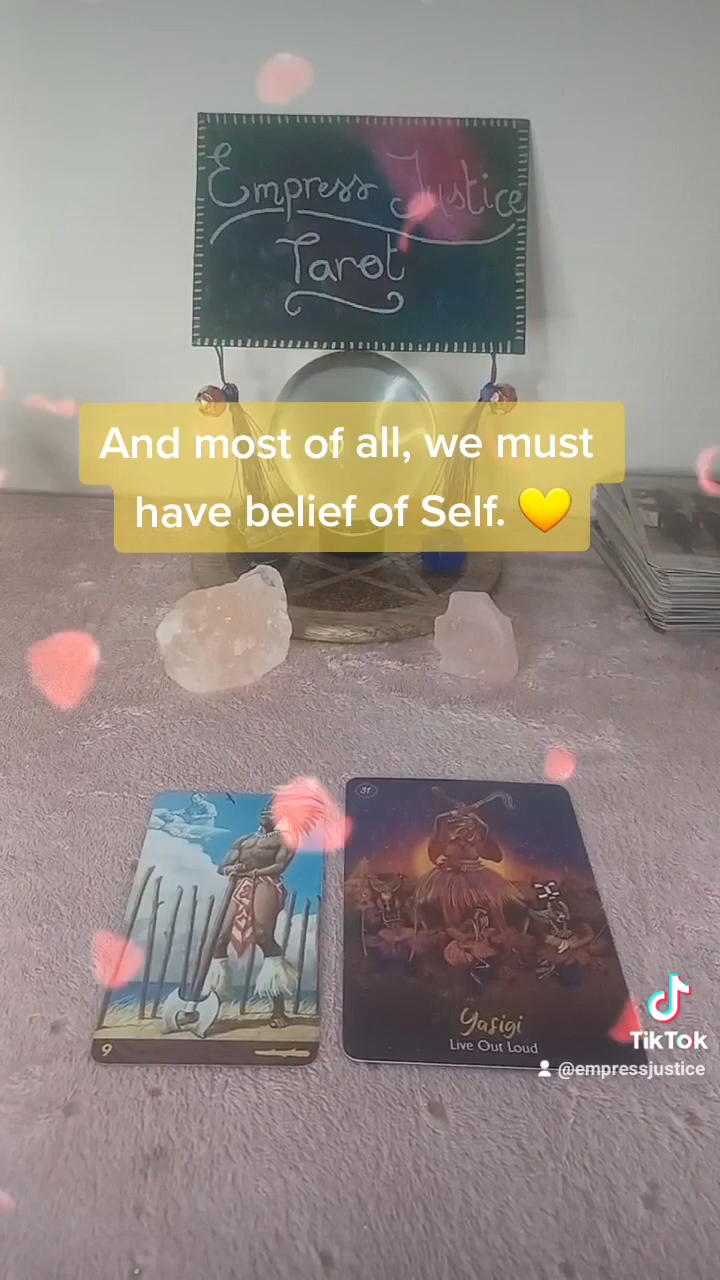 Empress Justice
Tarot
And most of all, we must
have belief of Self. 💛
31
Yasigi
Live Out Loud
9
TikTok
@empressjustice